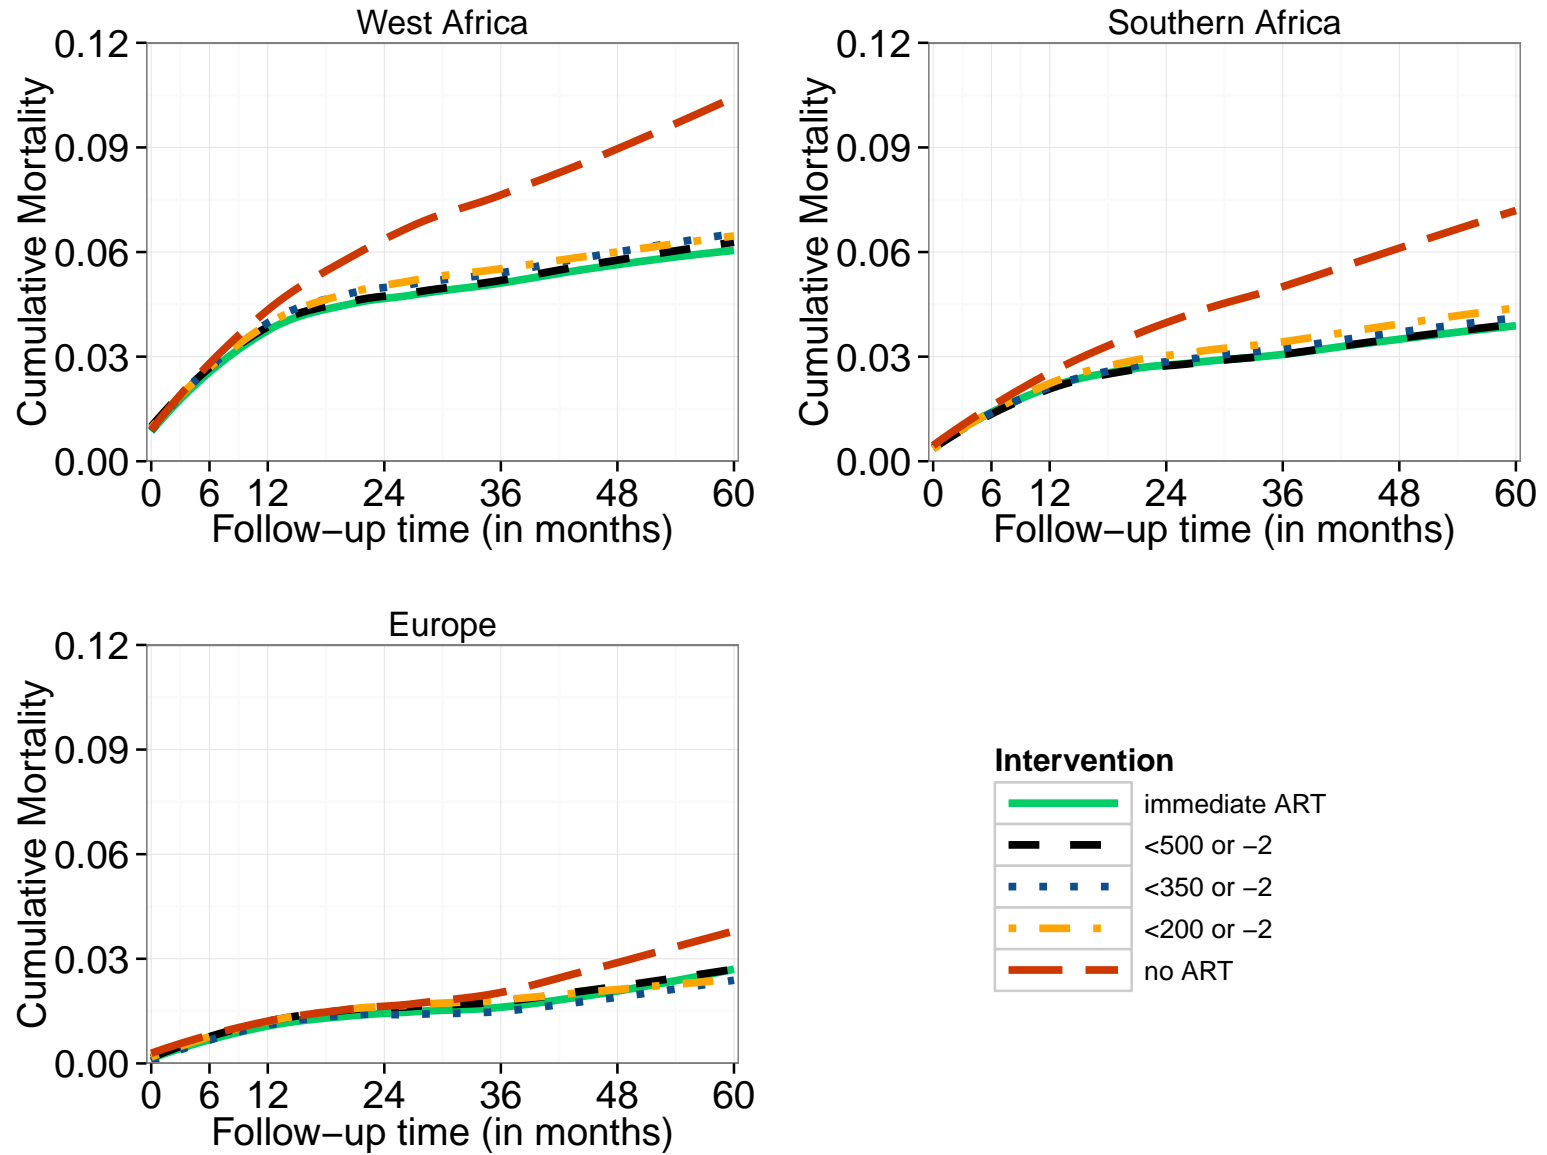 West Africa
Cumulative Mortality
0.12
0.09
0.06
0.03
0.00
0 6 12 24 36 48 60
Follow−up time (in months)
Southern Africa
Cumulative Mortality
0.12
0.09
0.06
0.03
0.00
0 6 12 24 36 48 60
Follow−up time (in months)
Europe
Cumulative Mortality
0.12
0.09
0.06
0.03
0.00
0 6 12 24 36 48 60
Follow−up time (in months)
Intervention
immediate ART
<500 or −2
<350 or −2
<200 or −2
no ART